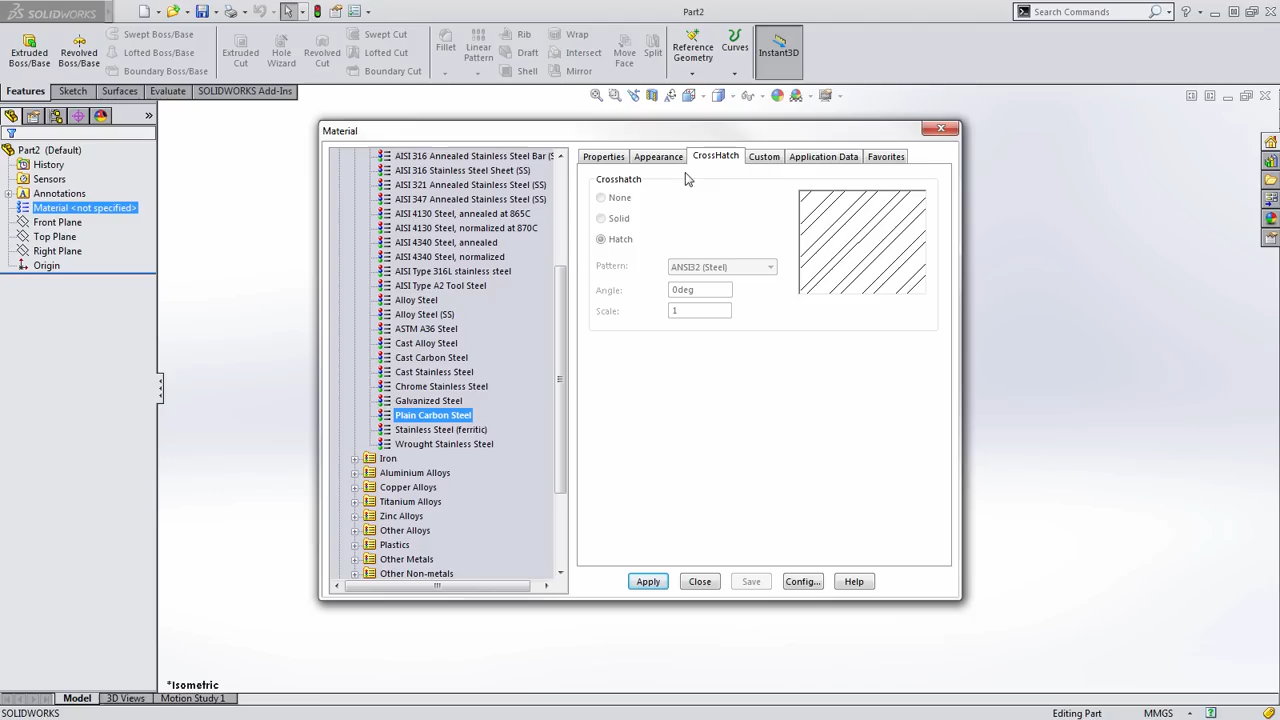 SOLIDWORKS
Part2
Search Commands
Extruded Boss/Base
Revolved Boss/Base
Swept Boss/Base
Lofted Boss/Base
Boundary Boss/Base
Extruded Cut
Hole Wizard
Revolved Cut
Swept Cut
Lofted Cut
Boundary Cut
Fillet
Linear Pattern
Rib
Draft
Shell
Wrap
Intersect
Mirror
Move Face
Split
Reference Geometry
Curves
Instant3D
Features
Sketch
Surfaces
Evaluate
SOLIDWORKS Add-Ins
Part2 (Default)
History
Sensors
Annotations
Material <not specified>
Front Plane
Top Plane
Right Plane
Origin
Material
AISI 316 Annealed Stainless Steel Bar (S
AISI 316 Stainless Steel Sheet (SS)
AISI 321 Annealed Stainless Steel (SS)
AISI 347 Annealed Stainless Steel (SS)
AISI 4130 Steel, annealed at 865C
AISI 4130 Steel, normalized at 870C
AISI 4340 Steel, annealed
AISI 4340 Steel, normalized
AISI Type 316L stainless steel
AISI Type A2 Tool Steel
Alloy Steel
Alloy Steel (SS)
ASTM A36 Steel
Cast Alloy Steel
Cast Carbon Steel
Cast Stainless Steel
Chrome Stainless Steel
Galvanized Steel
Plain Carbon Steel
Stainless Steel (ferritic)
Wrought Stainless Steel
Iron
Aluminium Alloys
Copper Alloys
Titanium Alloys
Zinc Alloys
Other Alloys
Plastics
Other Metals
Other Non-metals
Properties
Appearance
CrossHatch
Custom
Application Data
Favorites
Crosshatch
None
Solid
Hatch
Pattern:
ANSI32 (Steel)
Angle:
0deg
Scale:
1
Apply
Close
Save
Config...
Help
*Isometric
Model
3D Views
Motion Study 1
SOLIDWORKS
Editing Part
MMGS